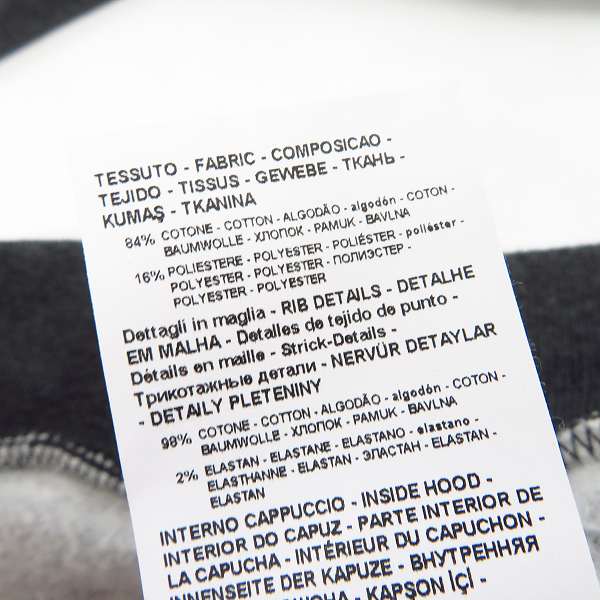 TESSUTO - FABRIC - COMPOSICAO -
TEJIDO - TISSUS - GEWEBE - ТКАНЬ -
KUMAŞ - TKANINA
84% COTONE - COTTON - ALGODÃO - algodón - COTON -
BAUMWOLLE - ХЛОПОК - PAMUK - BAVLNA
16% POLIESTERE - POLYESTER - POLIÉSTER - poliéster -
POLYESTER - POLYESTER - ПОЛИЭСТЕР -
POLYESTER - POLYESTER
Dettagli in maglia - RIB DETAILS - DETALHE
EM MALHA - Detalles de tejido de punto -
Détails en maille - Strick-Details -
Трикотажные детали - NERVÜR DETAYLAR
- DETAILY PLETENINY
98% COTONE - COTTON - ALGODÃO - algodón - COTON -
BAUMWOLLE - ХЛОПОК - PAMUK - BAVLNA
2% ELASTAN - ELASTANE - ELASTANO - elastano -
ELASTHANNE - ELASTAN - ЭЛАСТАН - ELASTAN -
ELASTAN
INTERNO CAPPUCCIO - INSIDE HOOD -
INTERIOR DO CAPUZ - PARTE INTERIOR DE
LA CAPUCHA - INTÉRIEUR DU CAPUCHON -
INNENSEITE DER KAPUZE - ВНУТРЕННЯЯ
- KAPŞON İÇİ -